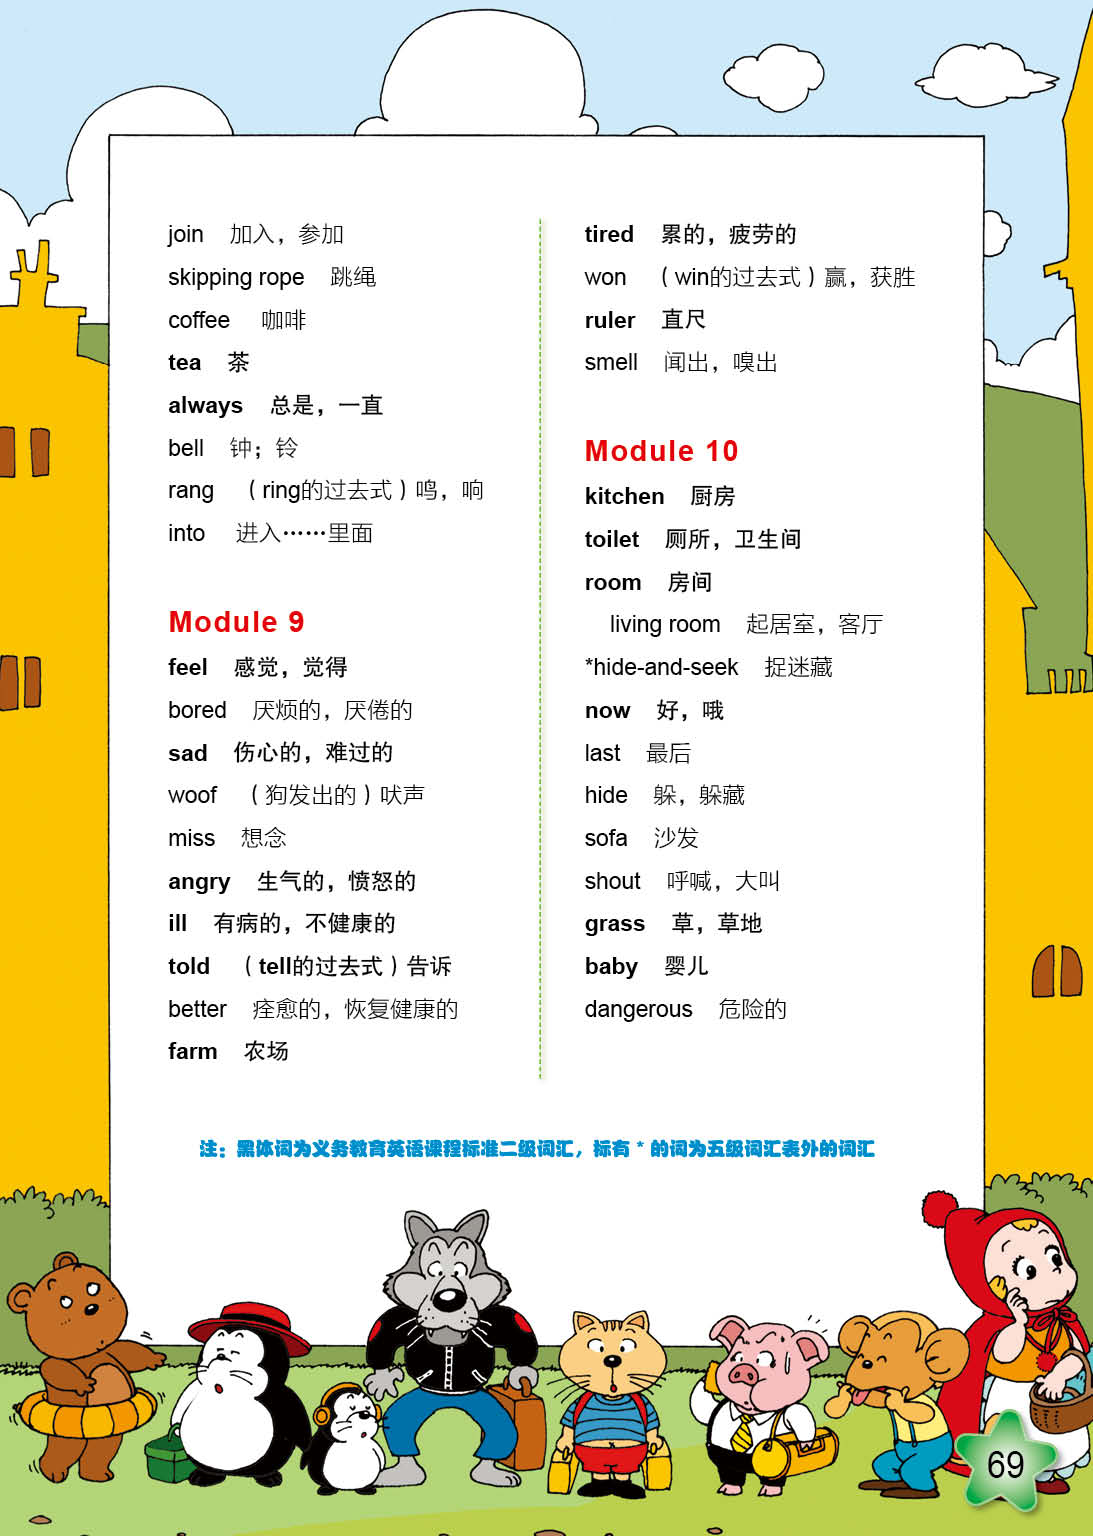 join 加入，参加
skipping rope 跳绳
coffee 咖啡
tea 茶
always 总是，一直
bell 钟；铃
rang （ring的过去式）鸣，响
into 进入……里面
Module 9
feel 感觉，觉得
bored 厌烦的，厌倦的
sad 伤心的，难过的
woof （狗发出的）吠声
miss 想念
angry 生气的，愤怒的
ill 有病的，不健康的
told （tell的过去式）告诉
better 痊愈的，恢复健康的
farm 农场
tired 累的，疲劳的
won （win的过去式）赢，获胜
ruler 直尺
smell 闻出，嗅出
Module 10
kitchen 厨房
toilet 厕所，卫生间
room 房间
living room 起居室，客厅
*hide-and-seek 捉迷藏
now 好，哦
last 最后
hide 躲，躲藏
sofa 沙发
shout 呼喊，大叫
grass 草，草地
baby 婴儿
dangerous 危险的
注：黑体词为义务教育英语课程标准二级词汇，标有 * 的词为五级词汇表外的词汇
69